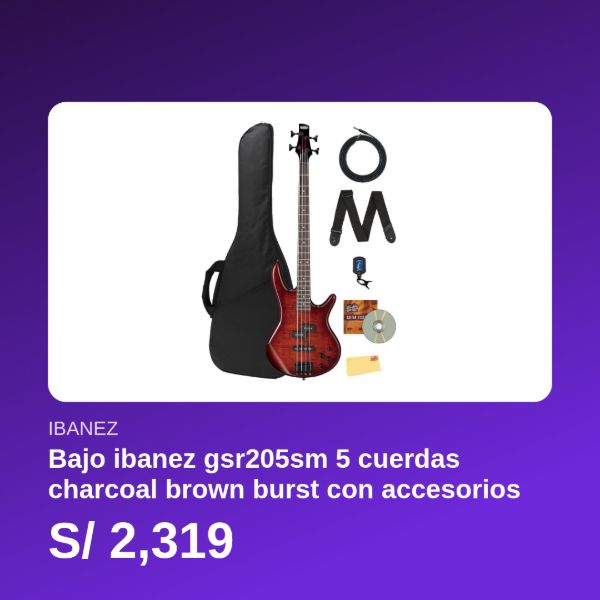 IBANEZ
Bajo ibanez gsr205sm 5 cuerdas
charcoal brown burst con accesorios
S/ 2,319